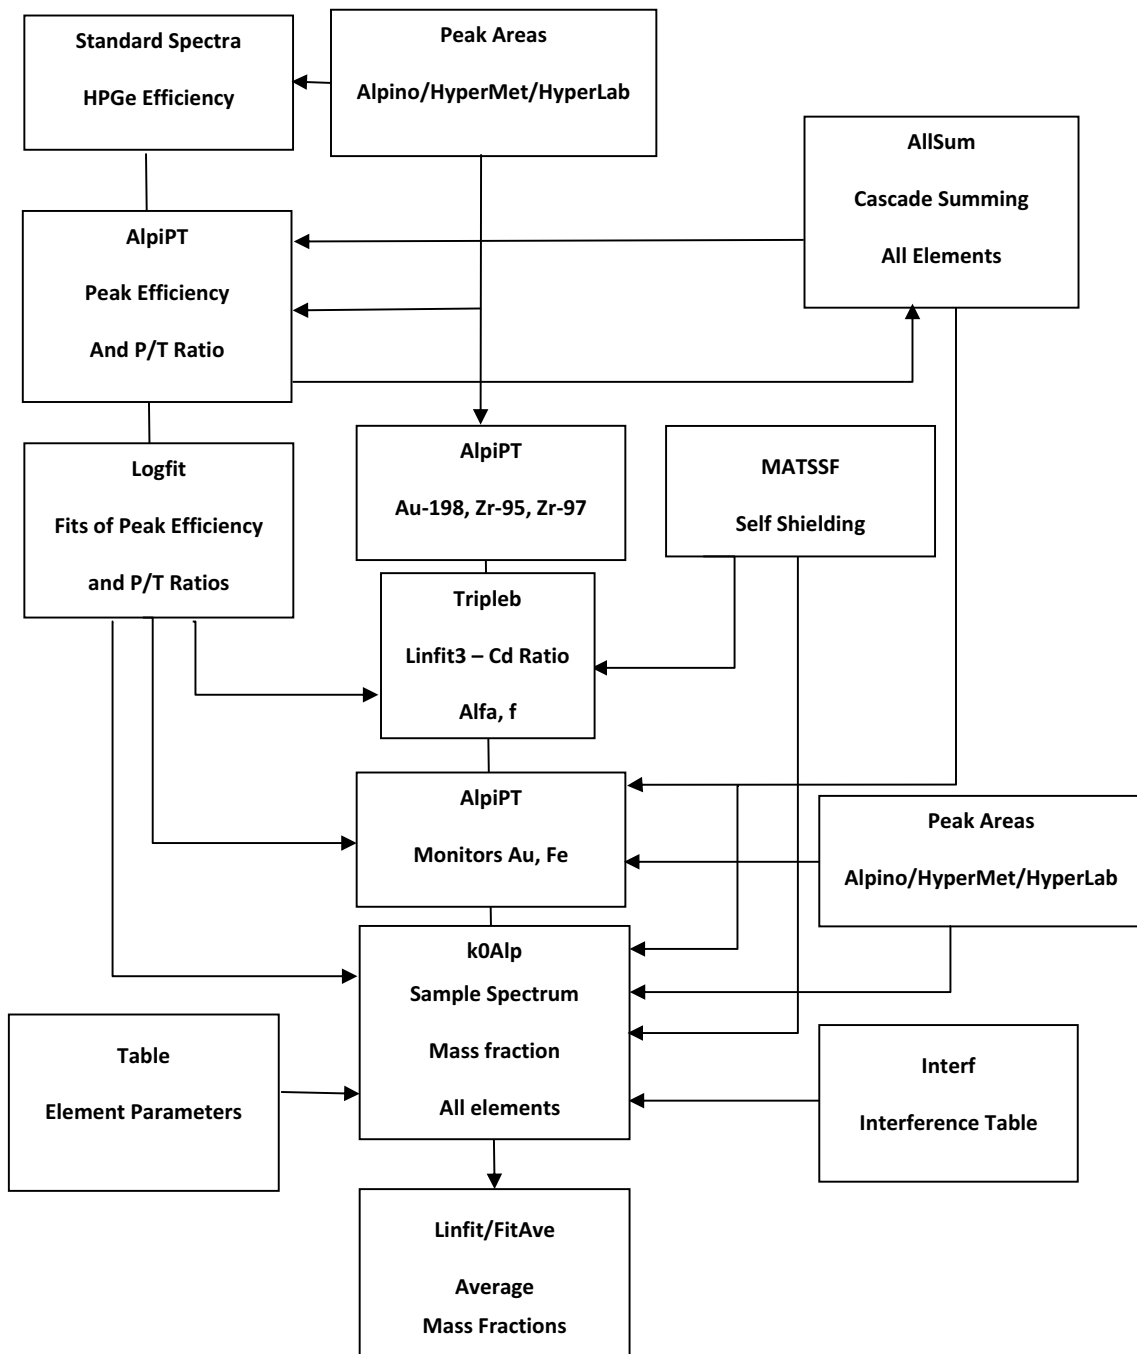 Standard Spectra
HPGe Efficiency
Peak Areas
Alpino/HyperMet/HyperLab
AllSum
Cascade Summing
All Elements
AlpiPT
Peak Efficiency
And P/T Ratio
Logfit
Fits of Peak Efficiency
and P/T Ratios
AlpiPT
Au-198, Zr-95, Zr-97
MATSSF
Self Shielding
Tripleb
Linfit3 – Cd Ratio
Alfa, f
AlpiPT
Monitors Au, Fe
Peak Areas
Alpino/HyperMet/HyperLab
k0Alp
Sample Spectrum
Mass fraction
All elements
Table
Element Parameters
Interf
Interference Table
Linfit/FitAve
Average
Mass Fractions